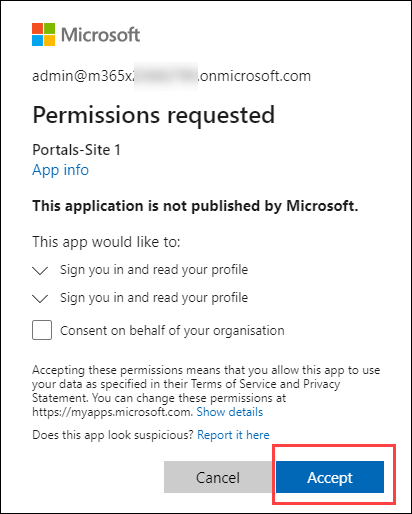 Microsoft
admin@m365x .onmicrosoft.com
Permissions requested
Portals-Site 1
App info
This application is not published by Microsoft.
This app would like to:
Sign you in and read your profile
Sign you in and read your profile
Consent on behalf of your organisation
Accepting these permissions means that you allow this app to use
your data as specified in their Terms of Service and Privacy
Statement. You can change these permissions at
https://myapps.microsoft.com. Show details
Does this app look suspicious? Report it here
Cancel Accept